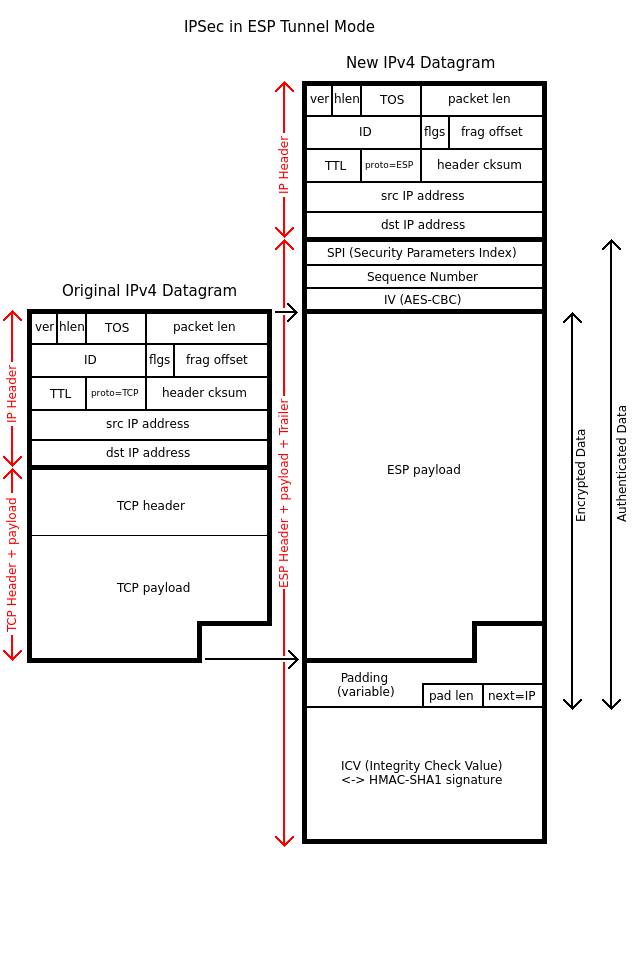 IPSec in ESP Tunnel Mode
New IPv4 Datagram
ver hlen TOS packet len
ID flgs frag offset
TTL proto=ESP header cksum
src IP address
dst IP address
IP Header
SPI (Security Parameters Index)
Sequence Number
IV (AES-CBC)
ESP payload
Padding
(variable)
pad len next=IP
ICV (Integrity Check Value)
<-> HMAC-SHA1 signature
ESP Header + payload + Trailer
Encrypted Data
Authenticated Data
Original IPv4 Datagram
ver hlen TOS packet len
ID flgs frag offset
TTL proto=TCP header cksum
src IP address
dst IP address
IP Header
TCP header
TCP payload
TCP Header + payload